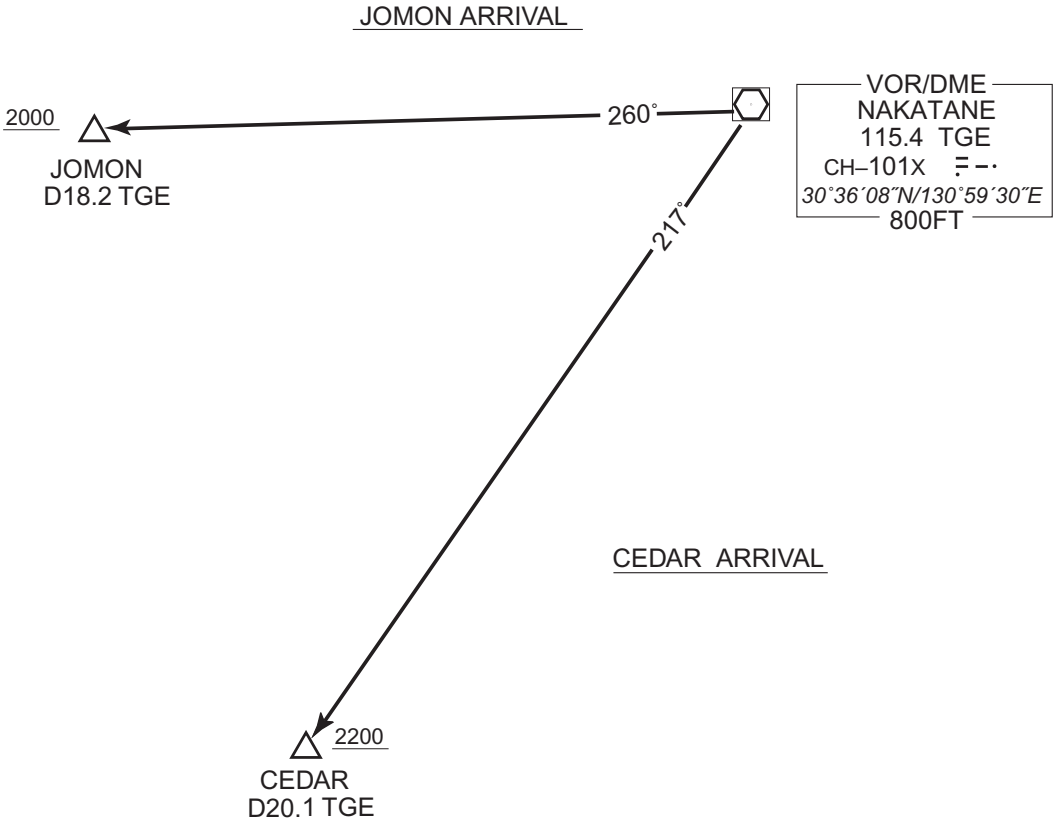 JOMON ARRIVAL
2000
JOMON
D18.2 TGE
260°
VOR/DME
NAKATANE
115.4 TGE
CH–101X
30°36´08˝N/130°59´30˝E
800FT
217°
CEDAR ARRIVAL
2200
CEDAR
D20.1 TGE